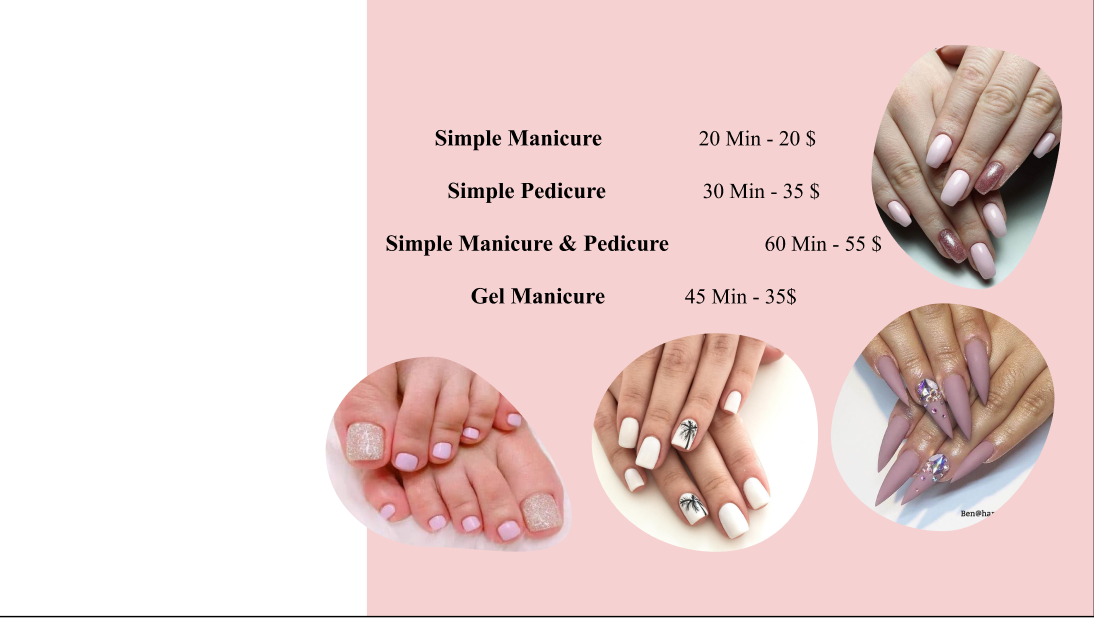 Simple Manicure 20 Min - 20 $
Simple Pedicure 30 Min - 35 $
Simple Manicure & Pedicure 60 Min - 55 $
Gel Manicure 45 Min - 35$